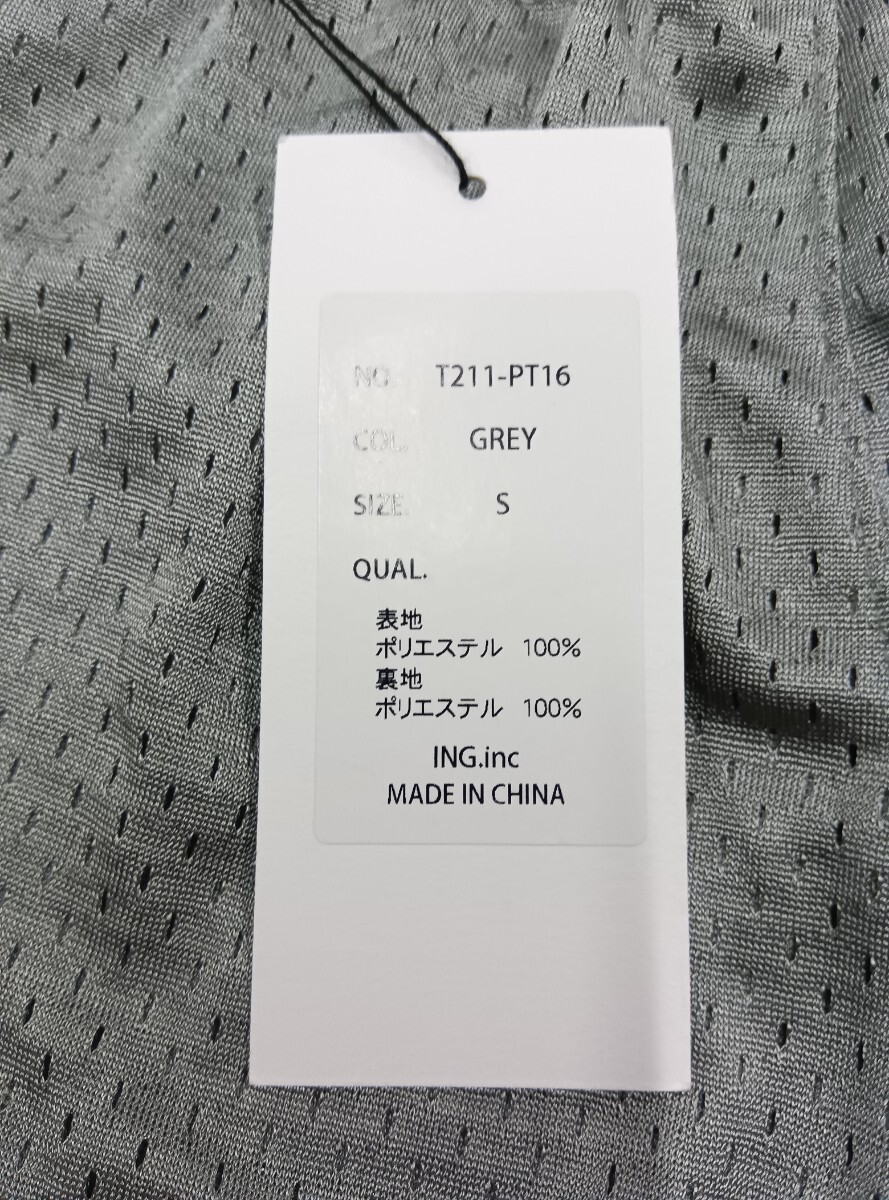 NO. T211-PT16
COL. GREY
SIZE. S
QUAL.
表地
ポリエステル 100%
裏地
ポリエステル 100%
ING.inc
MADE IN CHINA